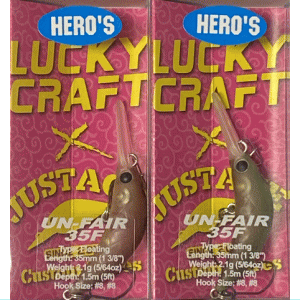 HERO'S
LUCKY
CRAFT
X
JUSTA
UN-FAIR
35F
Type: Floating
Length: 35mm (1 3/8")
Weight: 2.1g (5/64oz)
Depth: 1.5m (5ft)
Hook Size: #8, #8
HERO'S
LUCKY
CRAFT
X
JUSTA
UN-FAIR
35F
Type: Floating
Length: 35mm (1 3/8")
Weight: 2.1g (5/64oz)
Depth: 1.5m (5ft)
Hook Size: #8, #8